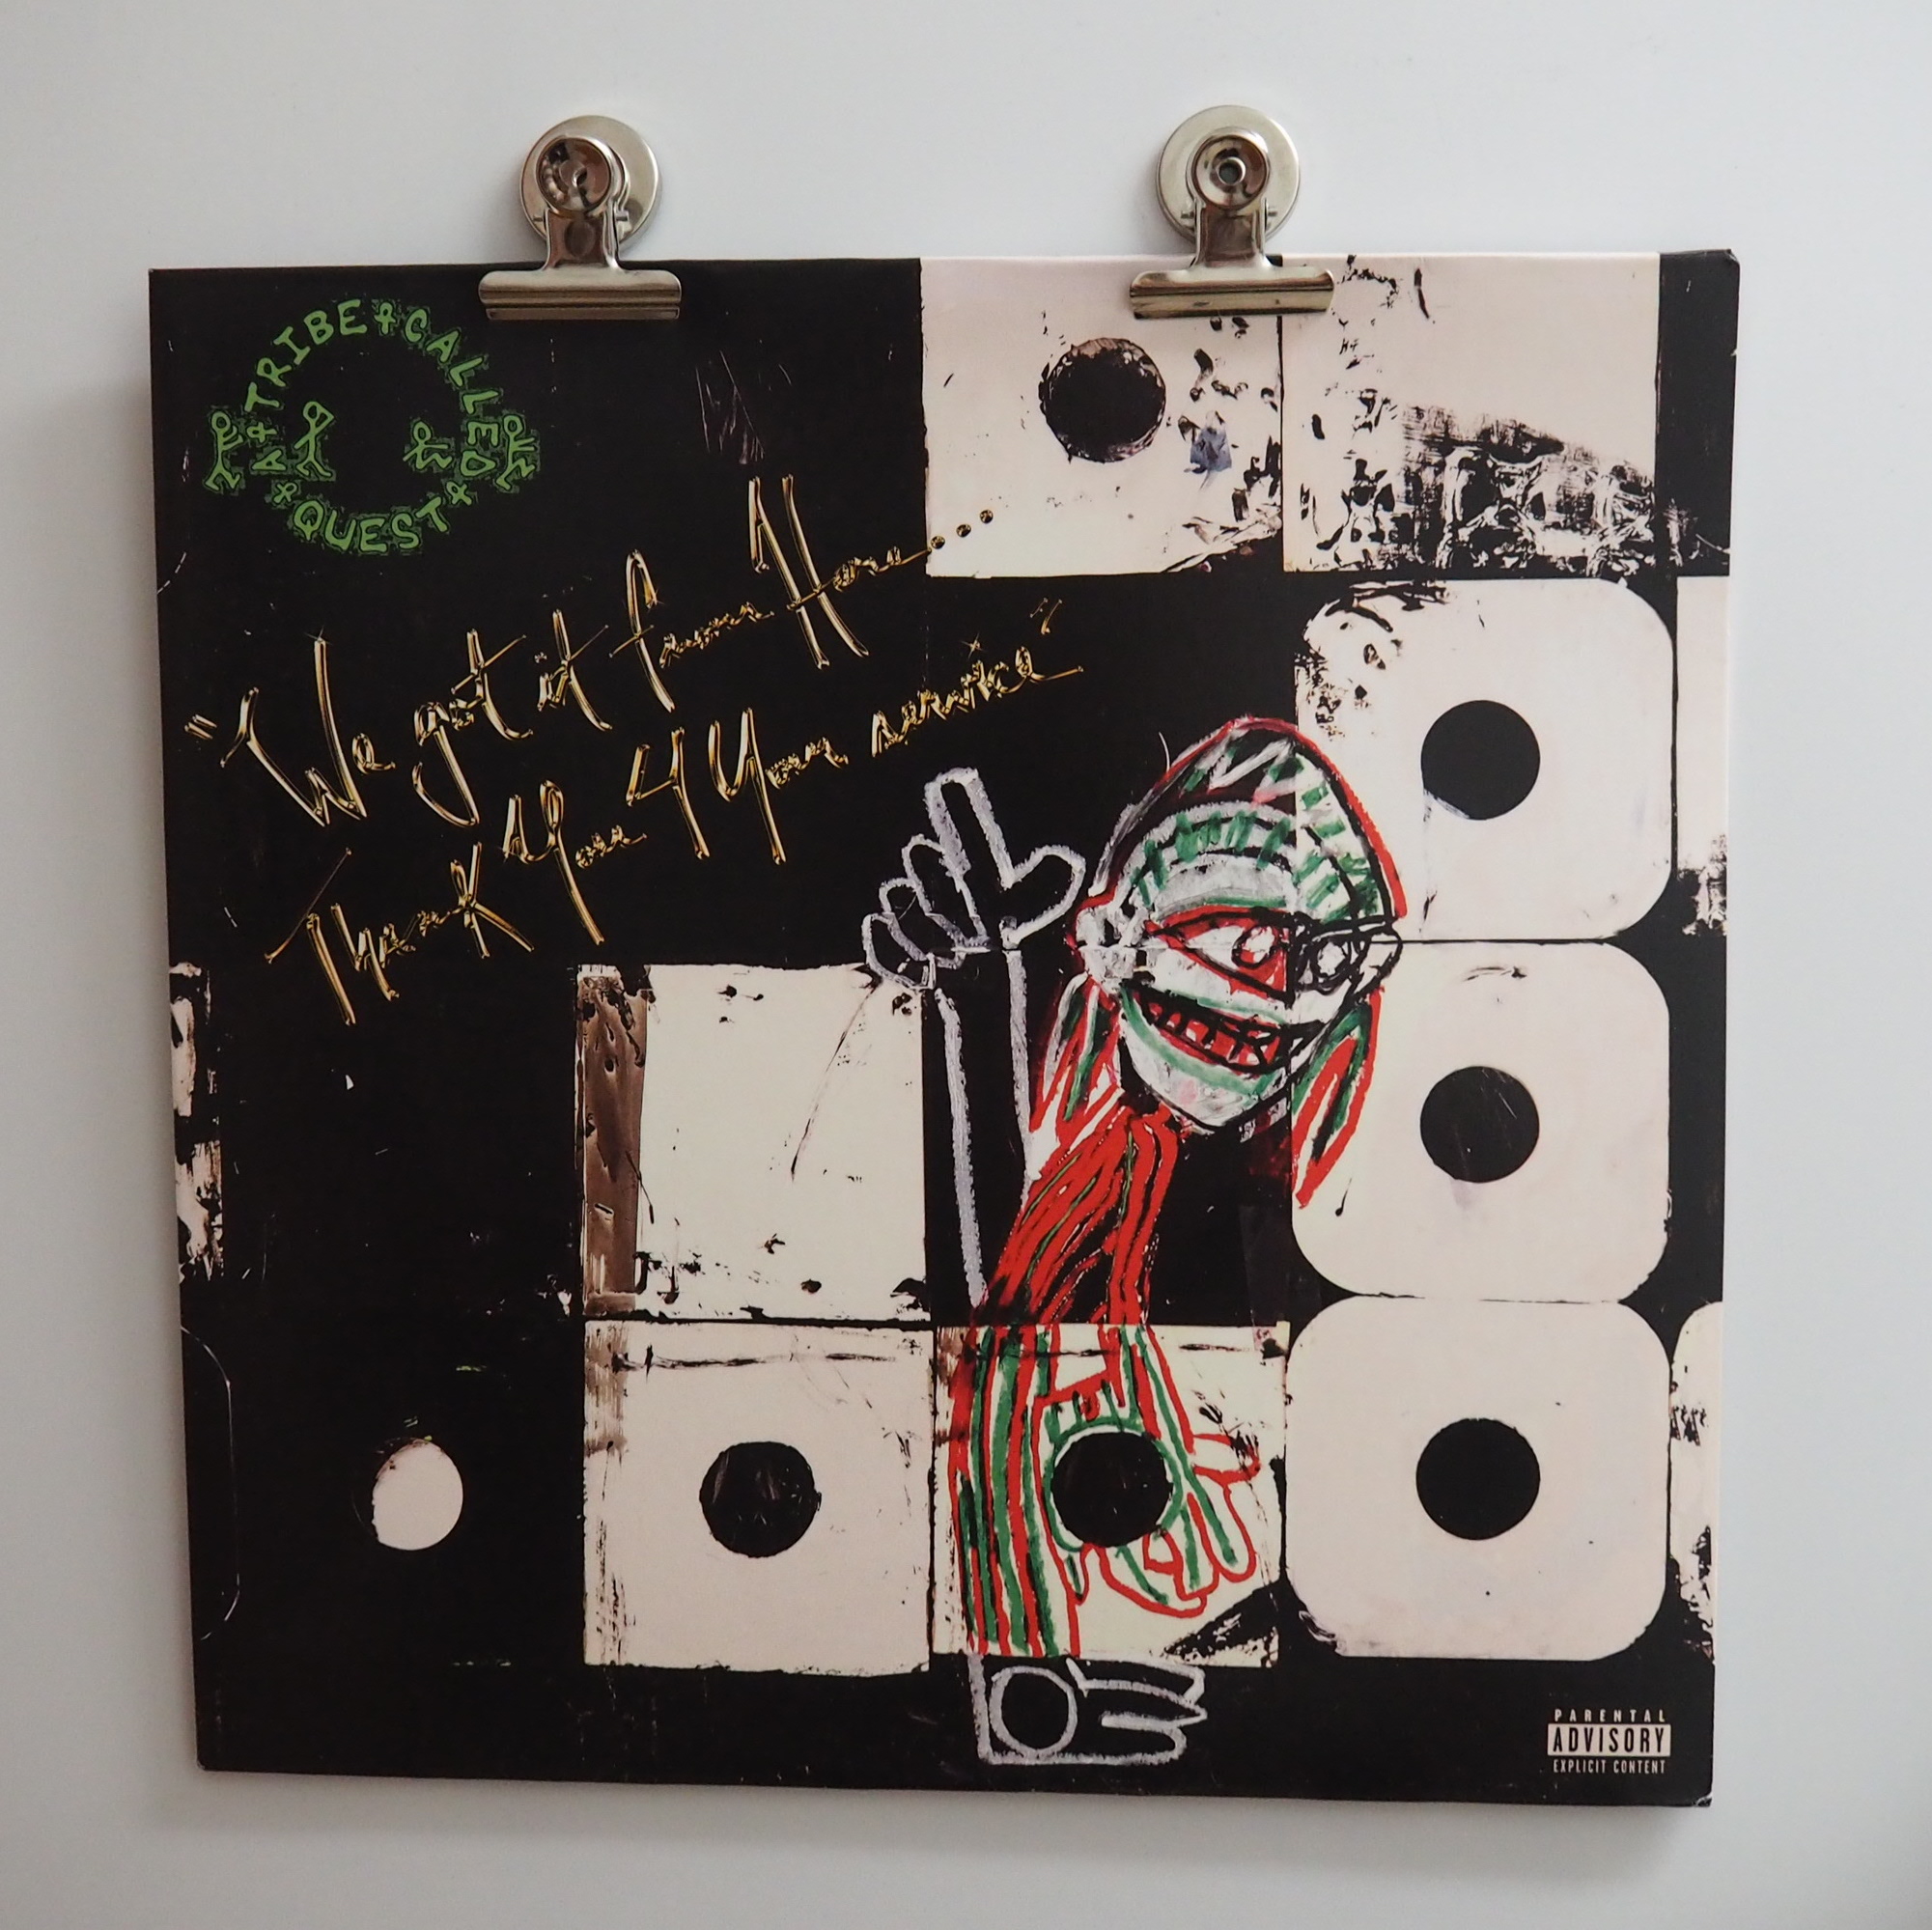 A TRIBE CALLED QUEST
"We got it from Here....
Thank You 4 Your service"
PARENTAL
ADVISORY
EXPLICIT CONTENT